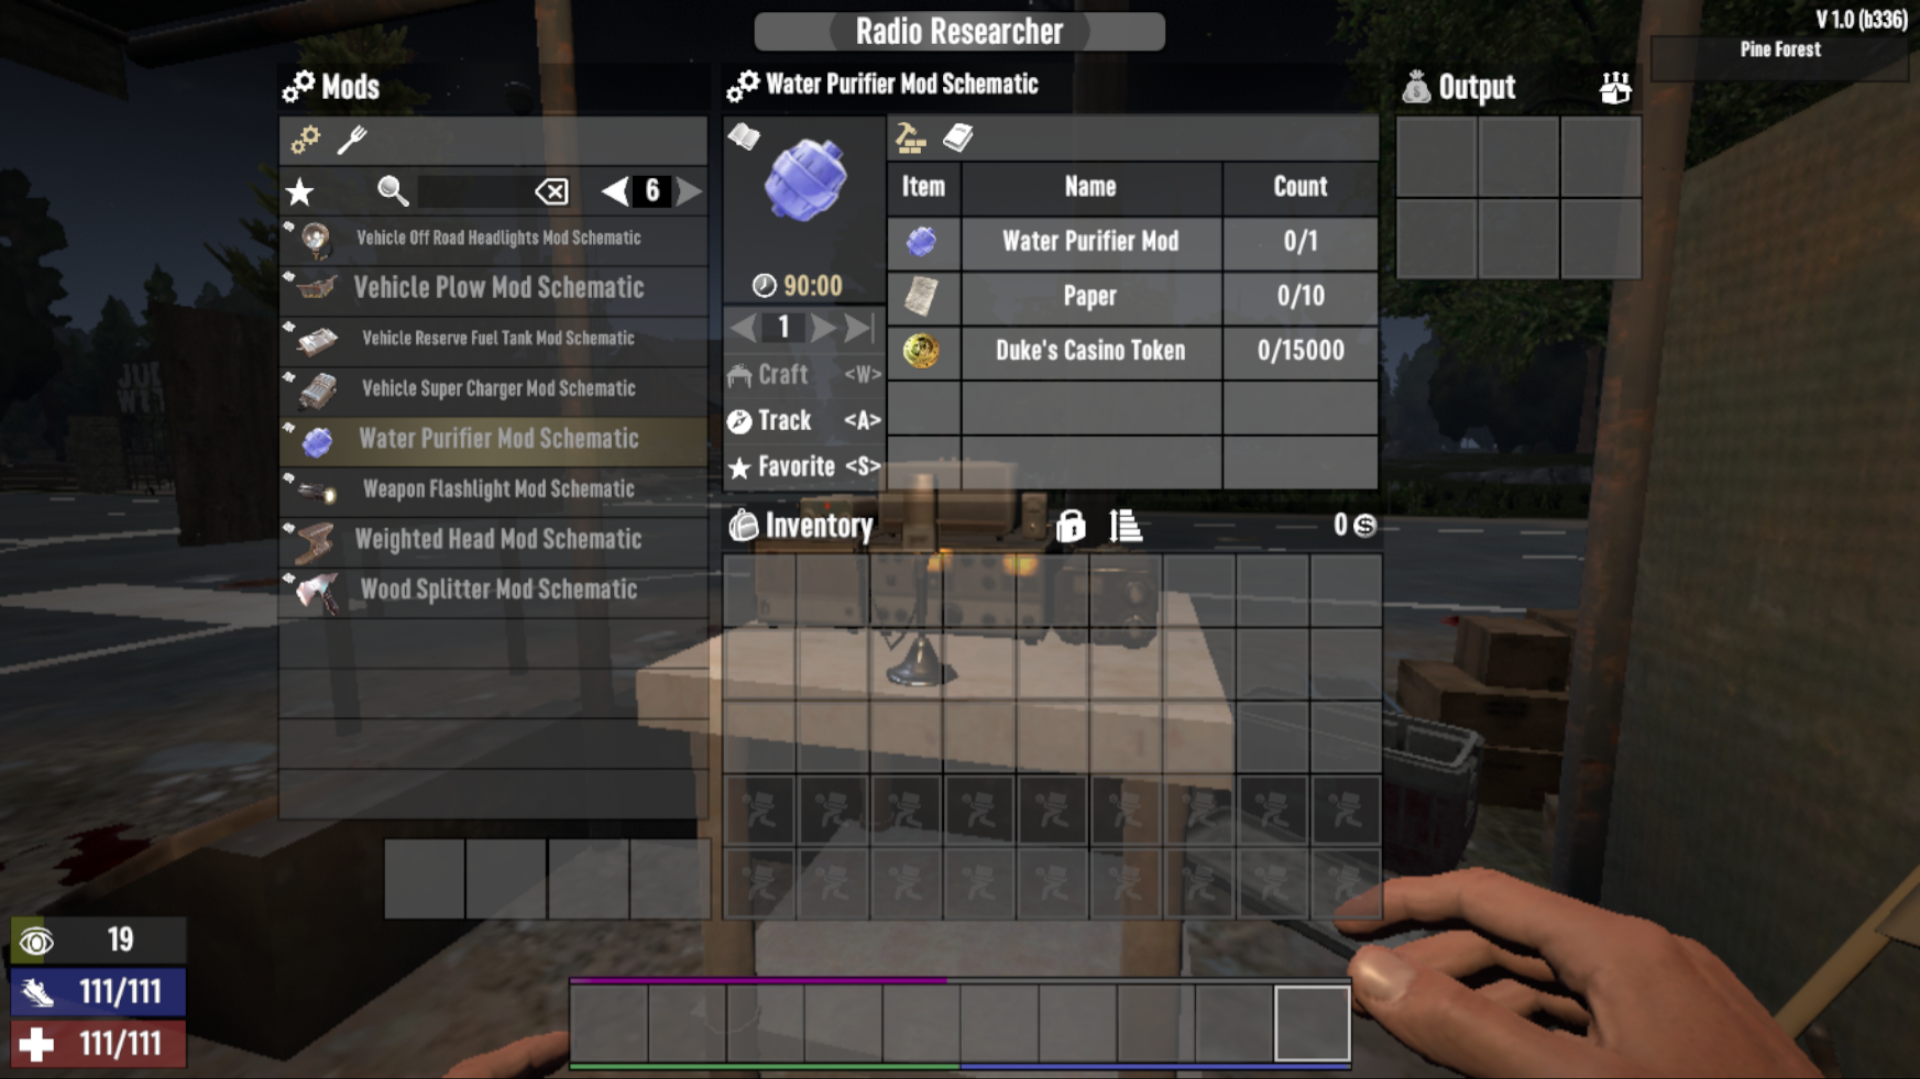 Radio Researcher
V 1.0 (b336)
Pine Forest
Mods
6
Vehicle Off Road Headlights Mod Schematic
Vehicle Plow Mod Schematic
Vehicle Reserve Fuel Tank Mod Schematic
Vehicle Super Charger Mod Schematic
Water Purifier Mod Schematic
Weapon Flashlight Mod Schematic
Weighted Head Mod Schematic
Wood Splitter Mod Schematic
Water Purifier Mod Schematic
90:00
1
Craft <W>
Track <A>
Favorite <S>
Item Name Count
Water Purifier Mod 0/1
Paper 0/10
Duke's Casino Token 0/15000
Output
Inventory
0
19
111/111
111/111